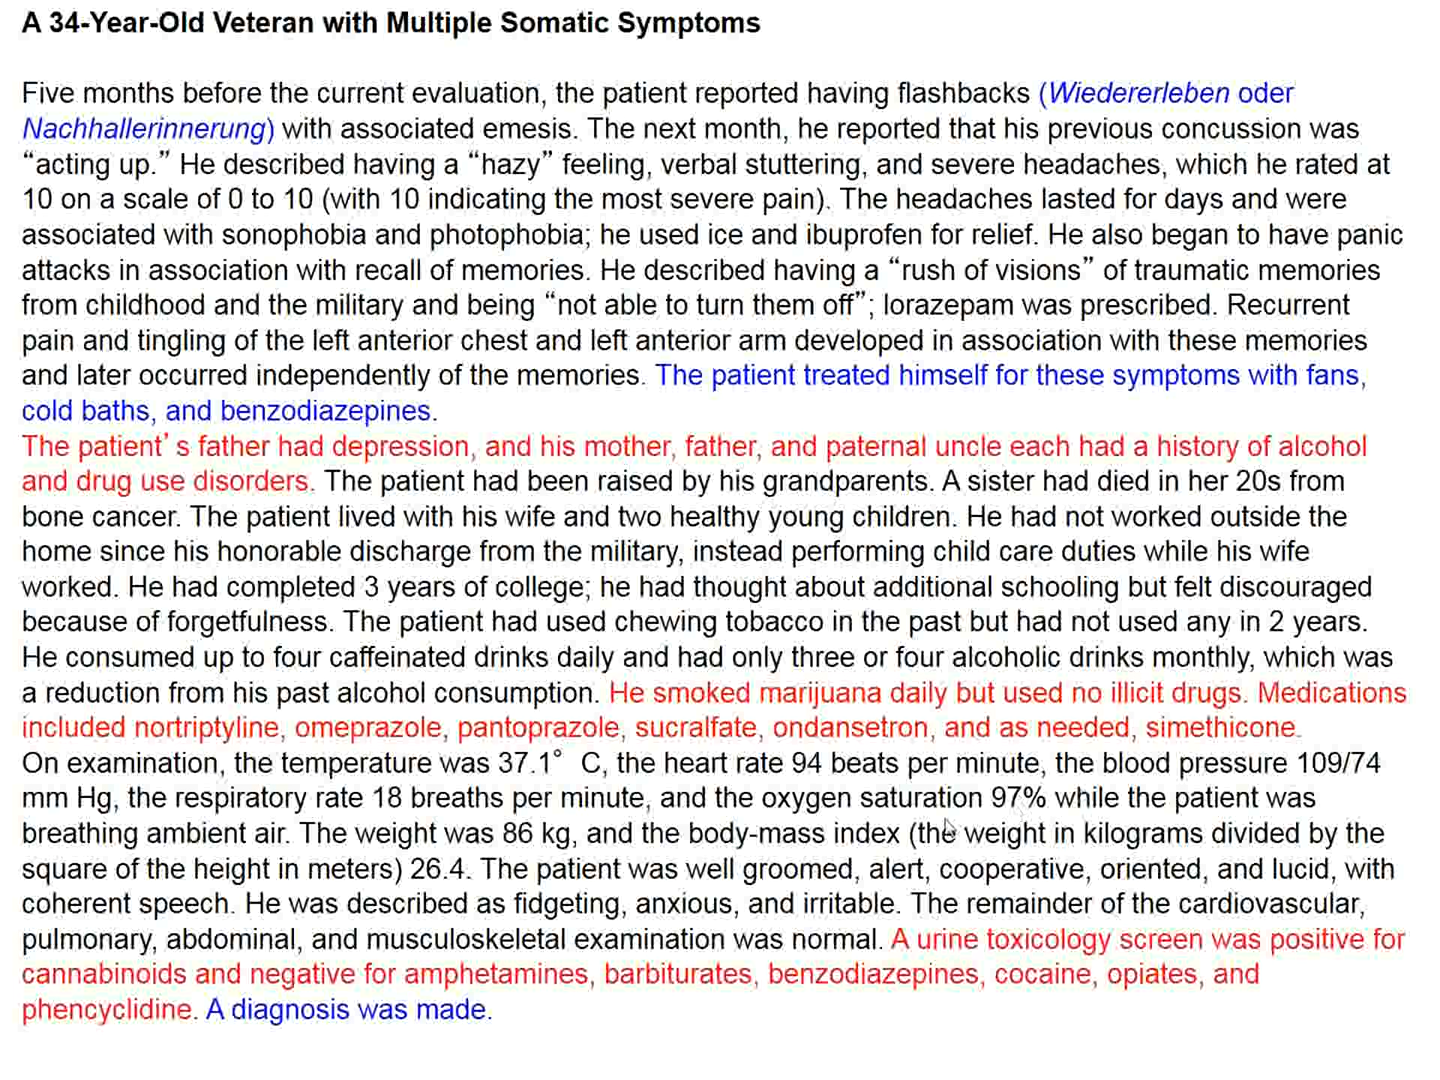 A 34-Year-Old Veteran with Multiple Somatic Symptoms
Five months before the current evaluation, the patient reported having flashbacks (Wiedererleben oder
Nachhallerinnerung) with associated emesis. The next month, he reported that his previous concussion was
“acting up.” He described having a “hazy” feeling, verbal stuttering, and severe headaches, which he rated at
10 on a scale of 0 to 10 (with 10 indicating the most severe pain). The headaches lasted for days and were
associated with sonophobia and photophobia; he used ice and ibuprofen for relief. He also began to have panic
attacks in association with recall of memories. He described having a “rush of visions” of traumatic memories
from childhood and the military and being “not able to turn them off”; lorazepam was prescribed. Recurrent
pain and tingling of the left anterior chest and left anterior arm developed in association with these memories
and later occurred independently of the memories. The patient treated himself for these symptoms with fans,
cold baths, and benzodiazepines.
The patient’s father had depression, and his mother, father, and paternal uncle each had a history of alcohol
and drug use disorders. The patient had been raised by his grandparents. A sister had died in her 20s from
bone cancer. The patient lived with his wife and two healthy young children. He had not worked outside the
home since his honorable discharge from the military, instead performing child care duties while his wife
worked. He had completed 3 years of college; he had thought about additional schooling but felt discouraged
because of forgetfulness. The patient had used chewing tobacco in the past but had not used any in 2 years.
He consumed up to four caffeinated drinks daily and had only three or four alcoholic drinks monthly, which was
a reduction from his past alcohol consumption. He smoked marijuana daily but used no illicit drugs. Medications
included nortriptyline, omeprazole, pantoprazole, sucralfate, ondansetron, and as needed, simethicone.
On examination, the temperature was 37.1° C, the heart rate 94 beats per minute, the blood pressure 109/74
mm Hg, the respiratory rate 18 breaths per minute, and the oxygen saturation 97% while the patient was
breathing ambient air. The weight was 86 kg, and the body-mass index (the weight in kilograms divided by the
square of the height in meters) 26.4. The patient was well groomed, alert, cooperative, oriented, and lucid, with
coherent speech. He was described as fidgeting, anxious, and irritable. The remainder of the cardiovascular,
pulmonary, abdominal, and musculoskeletal examination was normal. A urine toxicology screen was positive for
cannabinoids and negative for amphetamines, barbiturates, benzodiazepines, cocaine, opiates, and
phencyclidine. A diagnosis was made.